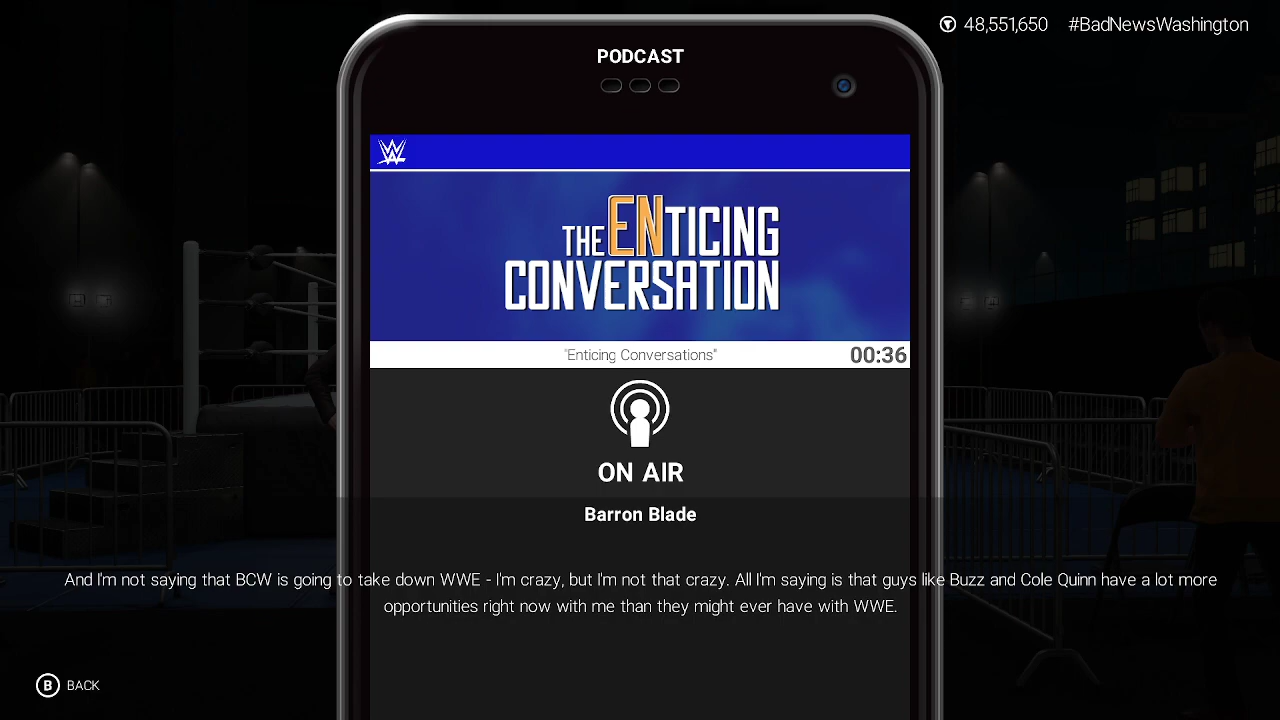 48,551,650 #BadNewsWashington
PODCAST
W
THE ENTICING
CONVERSATION
"Enticing Conversations" 00:36
ON AIR
Barron Blade
And I'm not saying that BCW is going to take down WWE - I'm crazy, but I'm not that crazy. All I'm saying is that guys like Buzz and Cole Quinn have a lot more
opportunities right now with me than they might ever have with WWE.
B BACK